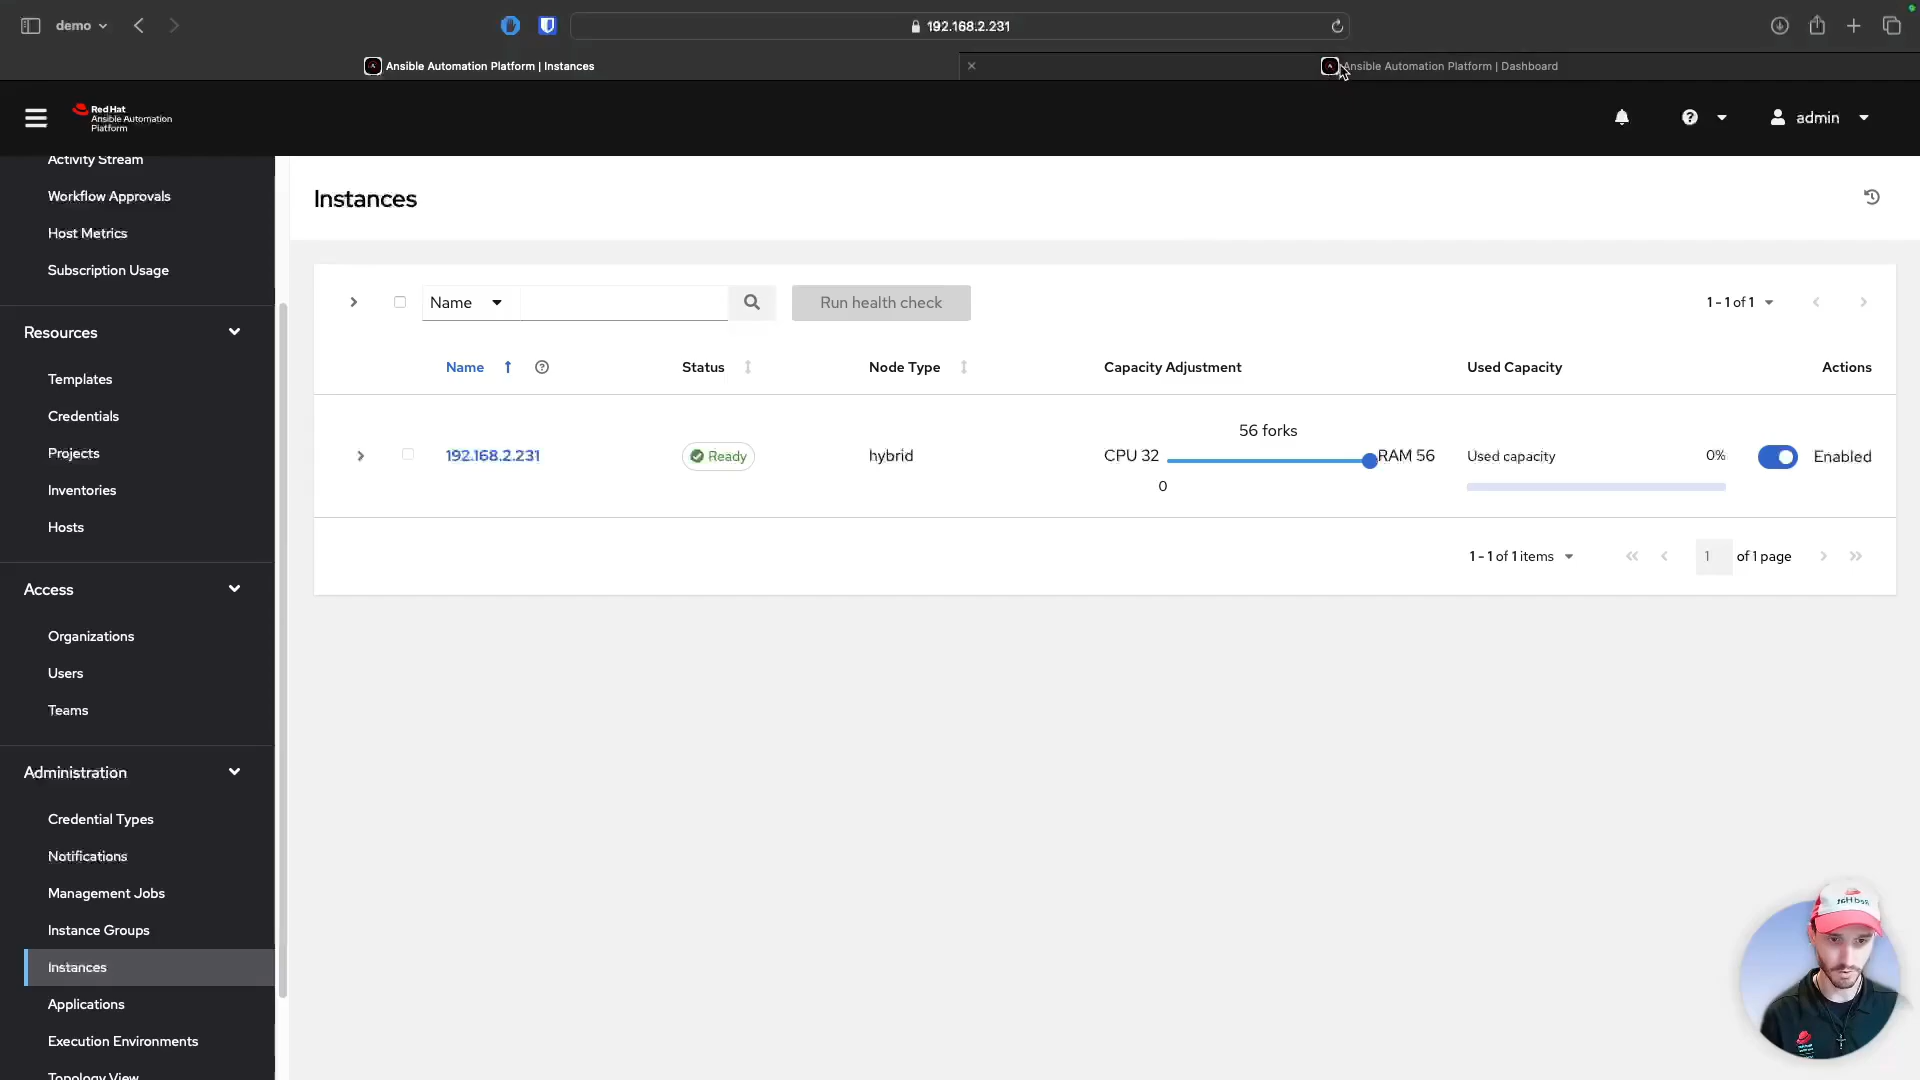 demo
192.168.2.231
Ansible Automation Platform | Instances
Ansible Automation Platform | Dashboard
Red Hat
Ansible Automation
Platform
admin
Activity Stream
Workflow Approvals
Host Metrics
Subscription Usage
Resources
Templates
Credentials
Projects
Inventories
Hosts
Access
Organizations
Users
Teams
Administration
Credential Types
Notifications
Management Jobs
Instance Groups
Instances
Applications
Execution Environments
Topology View
Instances
Name
Run health check
1 - 1 of 1
Name
Status
Node Type
Capacity Adjustment
Used Capacity
Actions
192.168.2.231
Ready
hybrid
56 forks
CPU 32
RAM 56
0
Used capacity
0%
Enabled
1 - 1 of 1 items
1
of 1 page
Red Hat